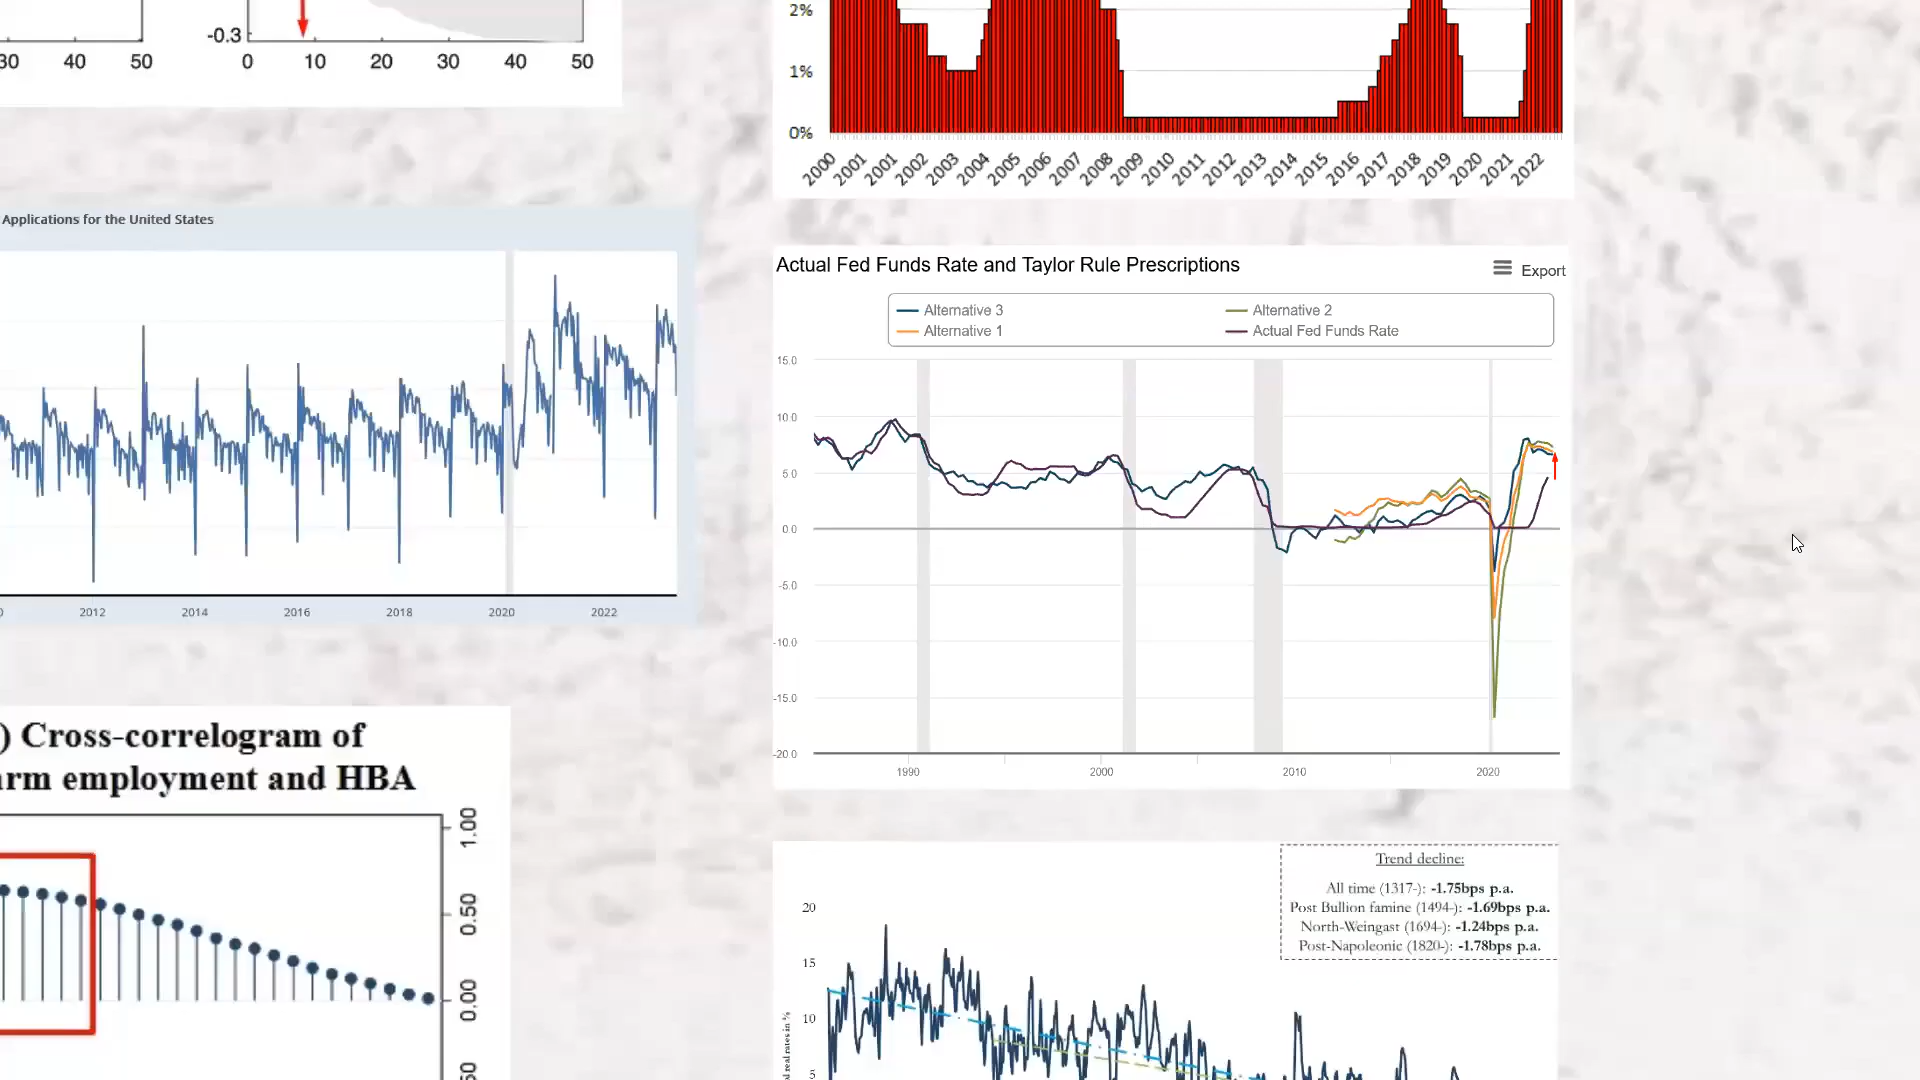 -0.3
30 40 50
0 10 20 30 40 50
2%
1%
0%
2000 2001 2001 2002 2003 2004 2005 2006 2007 2008 2009 2010 2011 2012 2013 2014 2015 2016 2017 2018 2019 2020 2021 2022
Applications for the United States
2012 2014 2016 2018 2020 2022
Actual Fed Funds Rate and Taylor Rule Prescriptions
Export
Alternative 3 Alternative 2
Alternative 1 Actual Fed Funds Rate
15.0
10.0
5.0
0.0
-5.0
-10.0
-15.0
-20.0
1990 2000 2010 2020
) Cross-correlogram of
arm employment and HBA
1.00
0.50
0.00
Trend decline:
All time (1317-): -1.75bps p.a.
Post Bullion famine (1494-): -1.69bps p.a.
North-Weingast (1694-): -1.24bps p.a.
Post-Napoleonic (1820-): -1.78bps p.a.
20
15
10
5
real rates in %